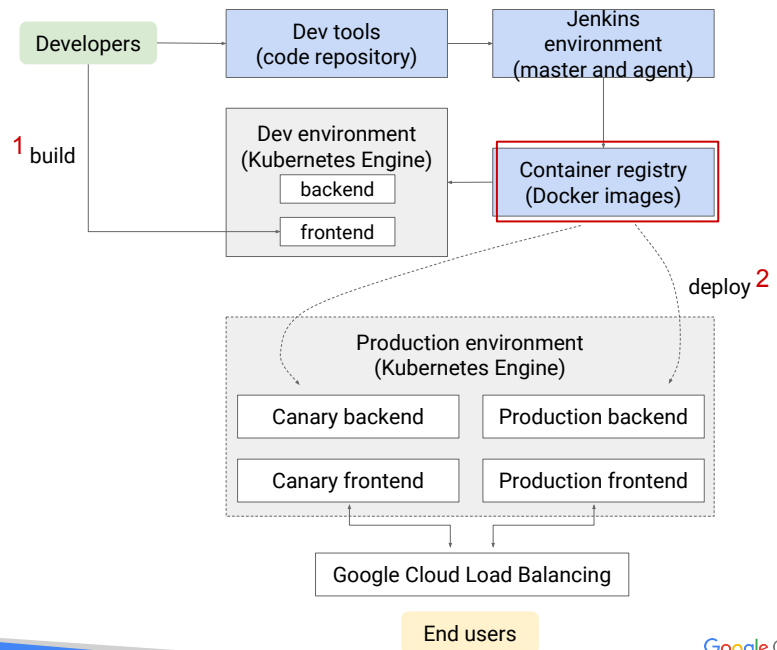 Developers
Dev tools
(code repository)
Jenkins
environment
(master and agent)
1 build
Dev environment
(Kubernetes Engine)
backend
frontend
Container registry
(Docker images)
deploy 2
Production environment
(Kubernetes Engine)
Canary backend
Production backend
Canary frontend
Production frontend
Google Cloud Load Balancing
End users
Google